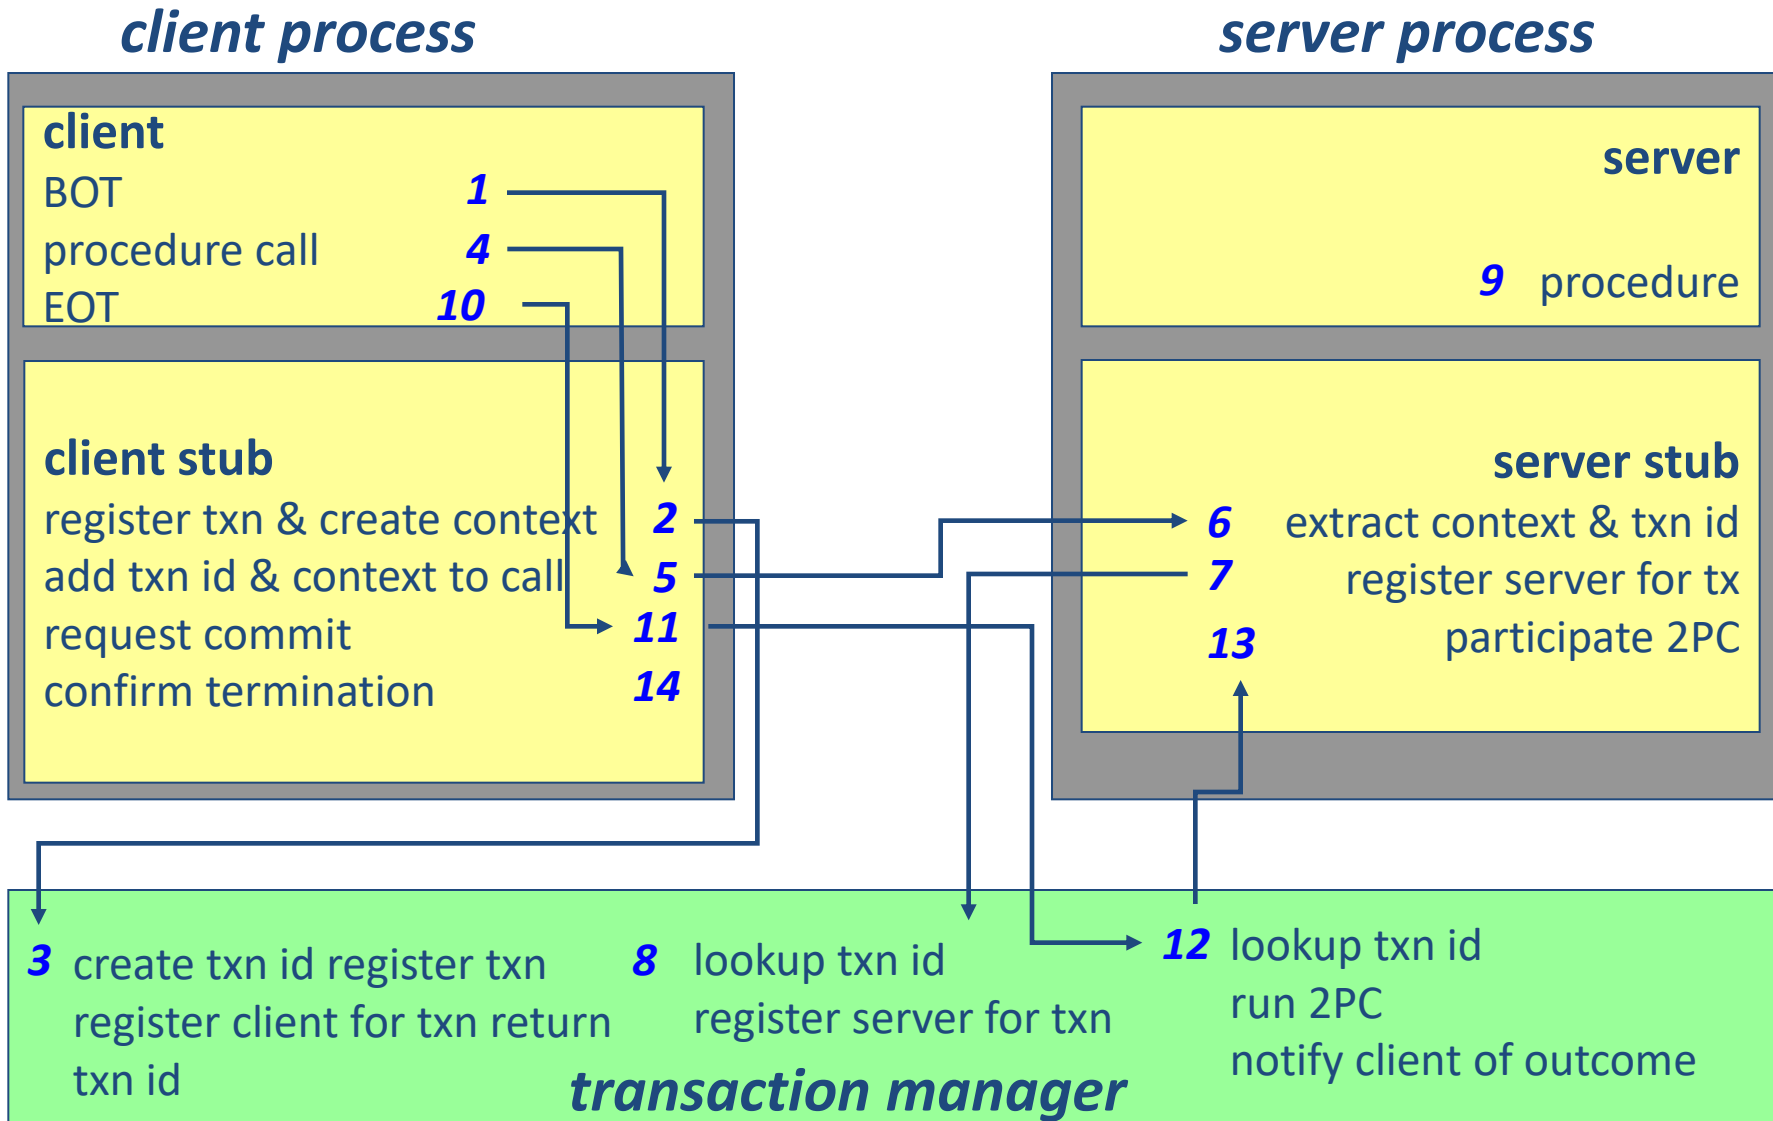 client process
client
BOT 1
procedure call 4
EOT 10
client stub
register txn & create context 2
add txn id & context to call 5
request commit 11
confirm termination 14
server process
server
9 procedure
server stub
6 extract context & txn id
7 register server for tx
13 participate 2PC
3 create txn id register txn
register client for txn return
txn id
8 lookup txn id
register server for txn
12 lookup txn id
run 2PC
notify client of outcome
transaction manager